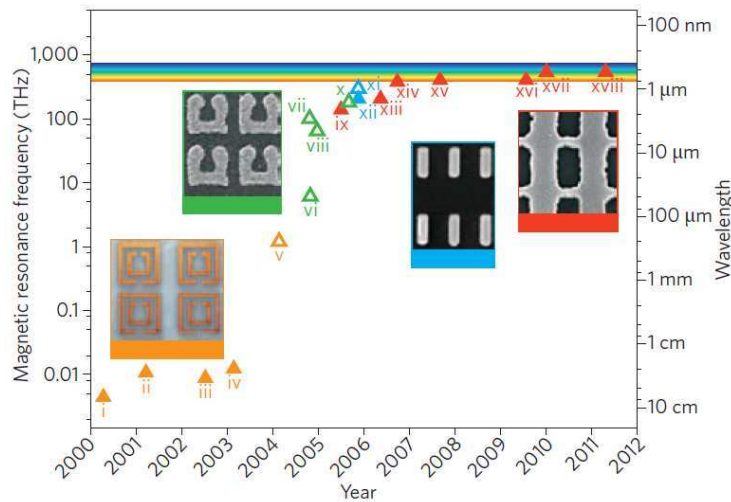 Magnetic resonance frequency (THz)
1,000
100
10
1
0.1
0.01
100 nm
1 µm
10 µm
100 µm
1 mm
1 cm
10 cm
Wavelength
i
ii
iii
iv
v
vi
vii
viii
ix
x
xi
xii
xiii
xiv
xv
xvi
xvii
xviii
2000
2001
2002
2003
2004
2005
2006
2007
2008
2009
2010
2011
2012
Year